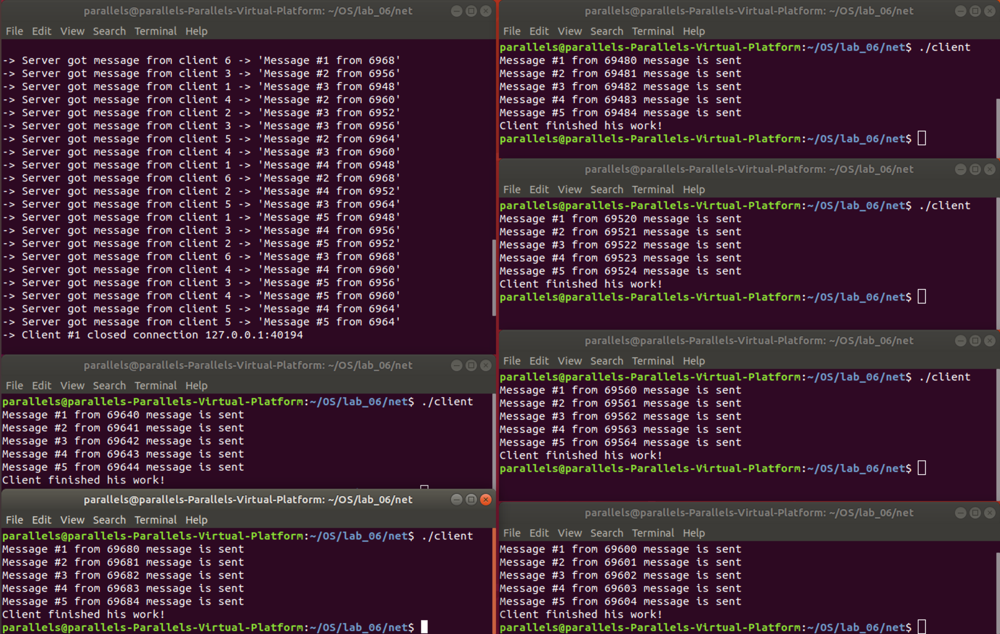 parallels@parallels-Parallels-Virtual-Platform: ~/OS/lab_06/net
File Edit View Search Terminal Help
-> Server got message from client 6 -> 'Message #1 from 6968'
-> Server got message from client 3 -> 'Message #2 from 6956'
-> Server got message from client 1 -> 'Message #3 from 6948'
-> Server got message from client 4 -> 'Message #2 from 6960'
-> Server got message from client 2 -> 'Message #3 from 6952'
-> Server got message from client 3 -> 'Message #3 from 6956'
-> Server got message from client 5 -> 'Message #2 from 6964'
-> Server got message from client 4 -> 'Message #3 from 6960'
-> Server got message from client 1 -> 'Message #4 from 6948'
-> Server got message from client 6 -> 'Message #2 from 6968'
-> Server got message from client 2 -> 'Message #4 from 6952'
-> Server got message from client 5 -> 'Message #3 from 6964'
-> Server got message from client 1 -> 'Message #5 from 6948'
-> Server got message from client 3 -> 'Message #4 from 6956'
-> Server got message from client 2 -> 'Message #5 from 6952'
-> Server got message from client 6 -> 'Message #3 from 6968'
-> Server got message from client 4 -> 'Message #4 from 6960'
-> Server got message from client 3 -> 'Message #5 from 6956'
-> Server got message from client 4 -> 'Message #5 from 6960'
-> Server got message from client 5 -> 'Message #4 from 6964'
-> Server got message from client 5 -> 'Message #5 from 6964'
-> Client #1 closed connection 127.0.0.1:40194
parallels@parallels-Parallels-Virtual-Platform: ~/OS/lab_06/net
File Edit View Search Terminal Help
parallels@parallels-Parallels-Virtual-Platform:~/OS/lab_06/net$ ./client
Message #1 from 69640 message is sent
Message #2 from 69641 message is sent
Message #3 from 69642 message is sent
Message #4 from 69643 message is sent
Message #5 from 69644 message is sent
Client finished his work!
parallels@parallels-Parallels-Virtual-Platform: ~/OS/lab_06/net
File Edit View Search Terminal Help
parallels@parallels-Parallels-Virtual-Platform:~/OS/lab_06/net$ ./client
Message #1 from 69680 message is sent
Message #2 from 69681 message is sent
Message #3 from 69682 message is sent
Message #4 from 69683 message is sent
Message #5 from 69684 message is sent
Client finished his work!
parallels@parallels-Parallels-Virtual-Platform:~/OS/lab_06/net$
parallels@parallels-Parallels-Virtual-Platform: ~/OS/lab_06/net
File Edit View Search Terminal Help
parallels@parallels-Parallels-Virtual-Platform:~/OS/lab_06/net$ ./client
Message #1 from 69480 message is sent
Message #2 from 69481 message is sent
Message #3 from 69482 message is sent
Message #4 from 69483 message is sent
Message #5 from 69484 message is sent
Client finished his work!
parallels@parallels-Parallels-Virtual-Platform:~/OS/lab_06/net$
parallels@parallels-Parallels-Virtual-Platform: ~/OS/lab_06/net
File Edit View Search Terminal Help
parallels@parallels-Parallels-Virtual-Platform:~/OS/lab_06/net$ ./client
Message #1 from 69520 message is sent
Message #2 from 69521 message is sent
Message #3 from 69522 message is sent
Message #4 from 69523 message is sent
Message #5 from 69524 message is sent
Client finished his work!
parallels@parallels-Parallels-Virtual-Platform:~/OS/lab_06/net$
parallels@parallels-Parallels-Virtual-Platform: ~/OS/lab_06/net
File Edit View Search Terminal Help
parallels@parallels-Parallels-Virtual-Platform:~/OS/lab_06/net$ ./client
Message #1 from 69560 message is sent
Message #2 from 69561 message is sent
Message #3 from 69562 message is sent
Message #4 from 69563 message is sent
Message #5 from 69564 message is sent
Client finished his work!
parallels@parallels-Parallels-Virtual-Platform:~/OS/lab_06/net$
parallels@parallels-Parallels-Virtual-Platform: ~/OS/lab_06/net
File Edit View Search Terminal Help
Message #1 from 69600 message is sent
Message #2 from 69601 message is sent
Message #3 from 69602 message is sent
Message #4 from 69603 message is sent
Message #5 from 69604 message is sent
Client finished his work!
parallels@parallels-Parallels-Virtual-Platform:~/OS/lab_06/net$